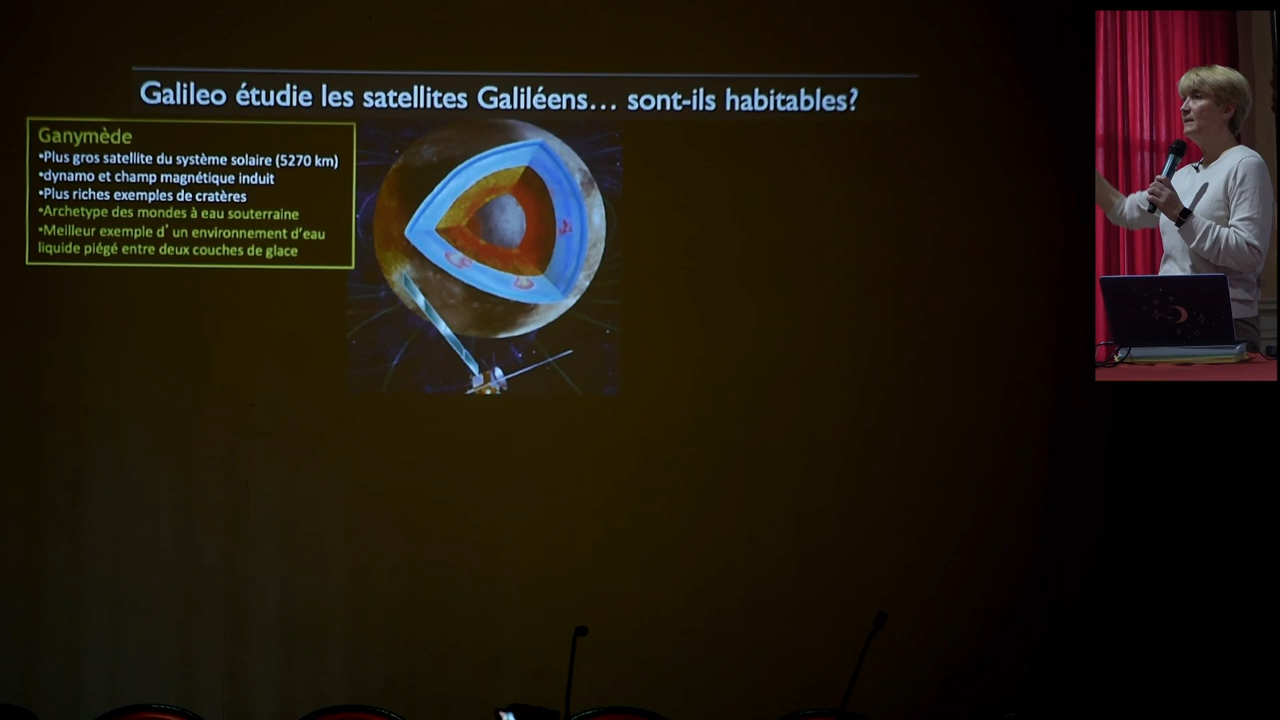 Galileo étudie les satellites Galiléens... sont-ils habitables?
Ganymède
•Plus gros satellite du système solaire (5270 km)
•dynamo et champ magnétique induit
•Plus riches exemples de cratères
•Archetype des mondes à eau souterraine
•Meilleur exemple d' un environnement d'eau
liquide piégé entre deux couches de glace